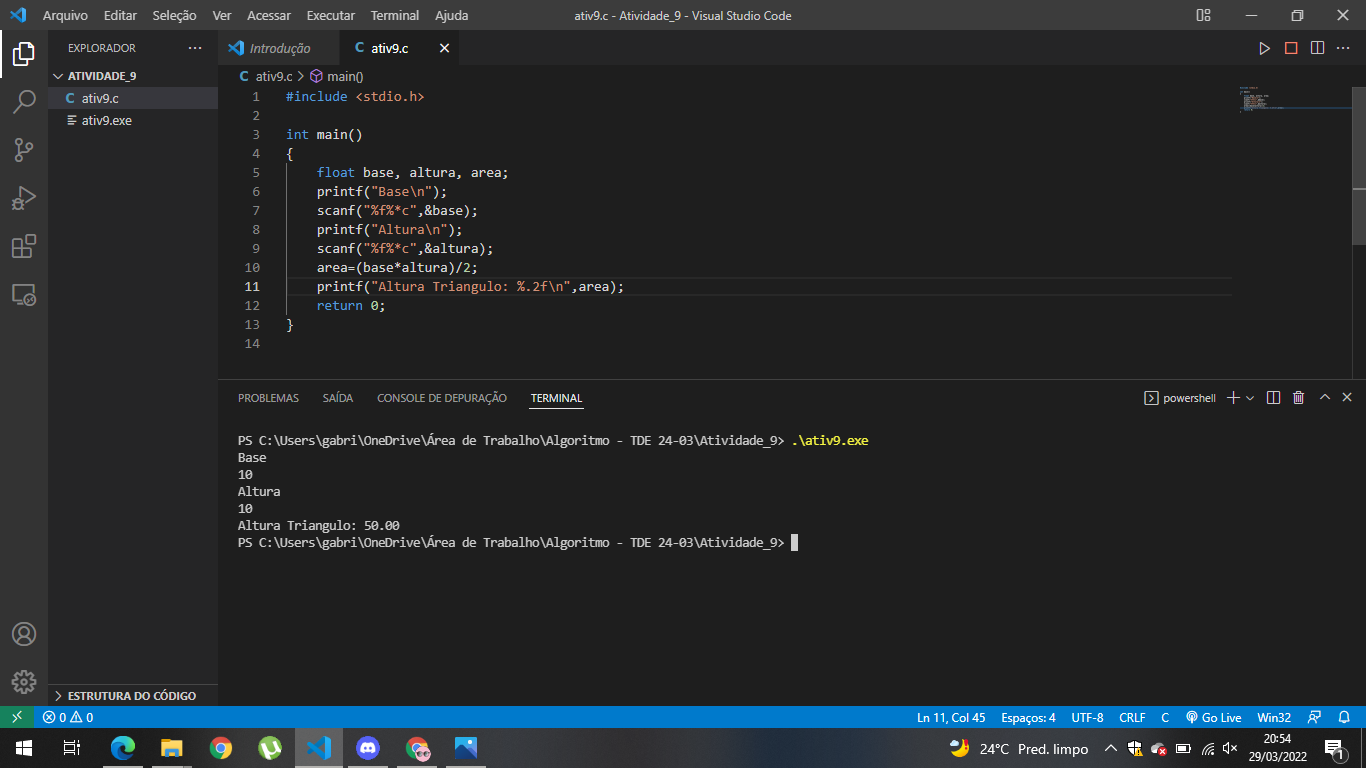 Arquivo Editar Seleção Ver Acessar Executar Terminal Ajuda ativ9.c - Atividade_9 - Visual Studio Code
EXPLORADOR ···
Introdução
C ativ9.c
ATIVIDADE_9
C ativ9.c
ativ9.exe
C ativ9.c > main()
1 #include <stdio.h>
2
3 int main()
4 {
5 float base, altura, area;
6 printf("Base\n");
7 scanf("%f%*c",&base);
8 printf("Altura\n");
9 scanf("%f%*c",&altura);
10 area=(base*altura)/2;
11 printf("Altura Triangulo: %.2f\n",area);
12 return 0;
13 }
14
PROBLEMAS SAÍDA CONSOLE DE DEPURAÇÃO TERMINAL powershell
PS C:\Users\gabri\OneDrive\Área de Trabalho\Algoritmo - TDE 24-03\Atividade_9> .\ativ9.exe
Base
10
Altura
10
Altura Triangulo: 50.00
PS C:\Users\gabri\OneDrive\Área de Trabalho\Algoritmo - TDE 24-03\Atividade_9>
ESTRUTURA DO CÓDIGO
0 0 Ln 11, Col 45 Espaços: 4 UTF-8 CRLF C Go Live Win32
24°C Pred. limpo
20:54
29/03/2022
1